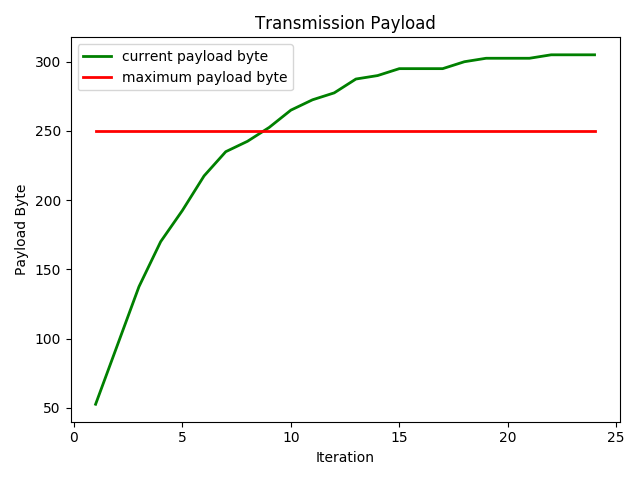 Transmission Payload
current payload byte
maximum payload byte
Payload Byte
300
250
200
150
100
50
0 5 10 15 20 25
Iteration